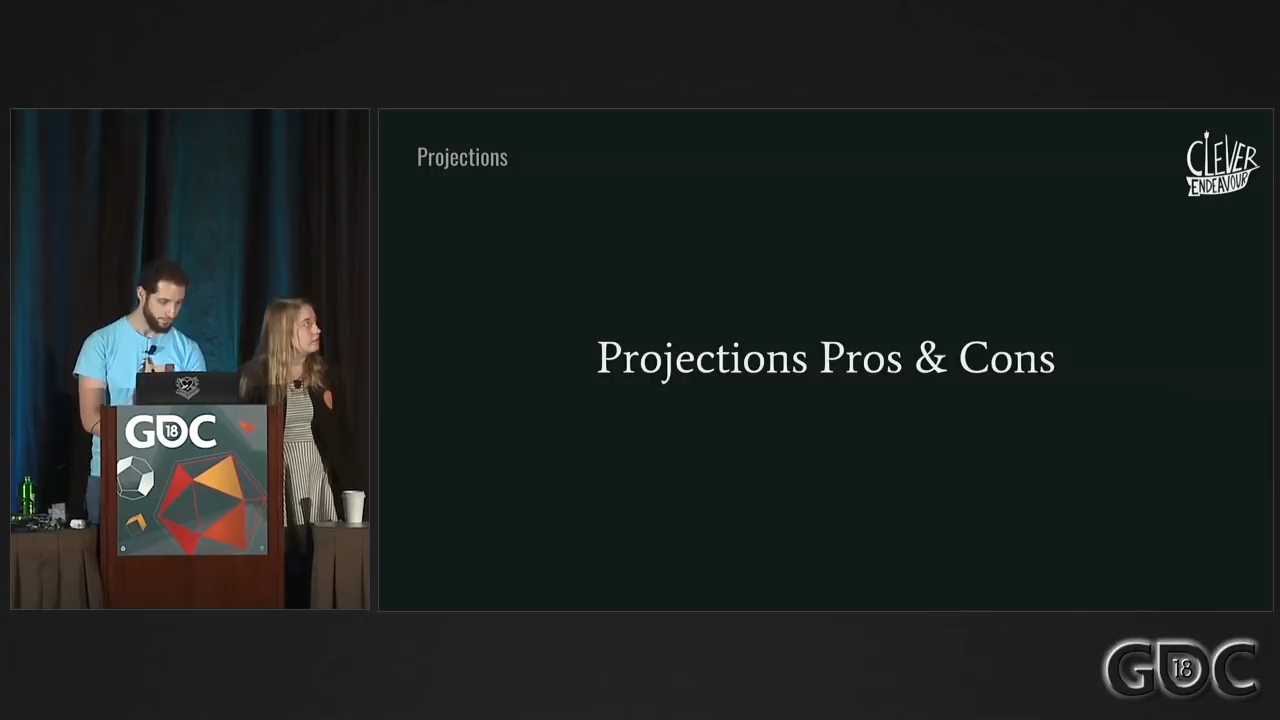 Projections
CLEVER
ENDEAVOUR
Projections Pros & Cons
GDC
18
GDC
18